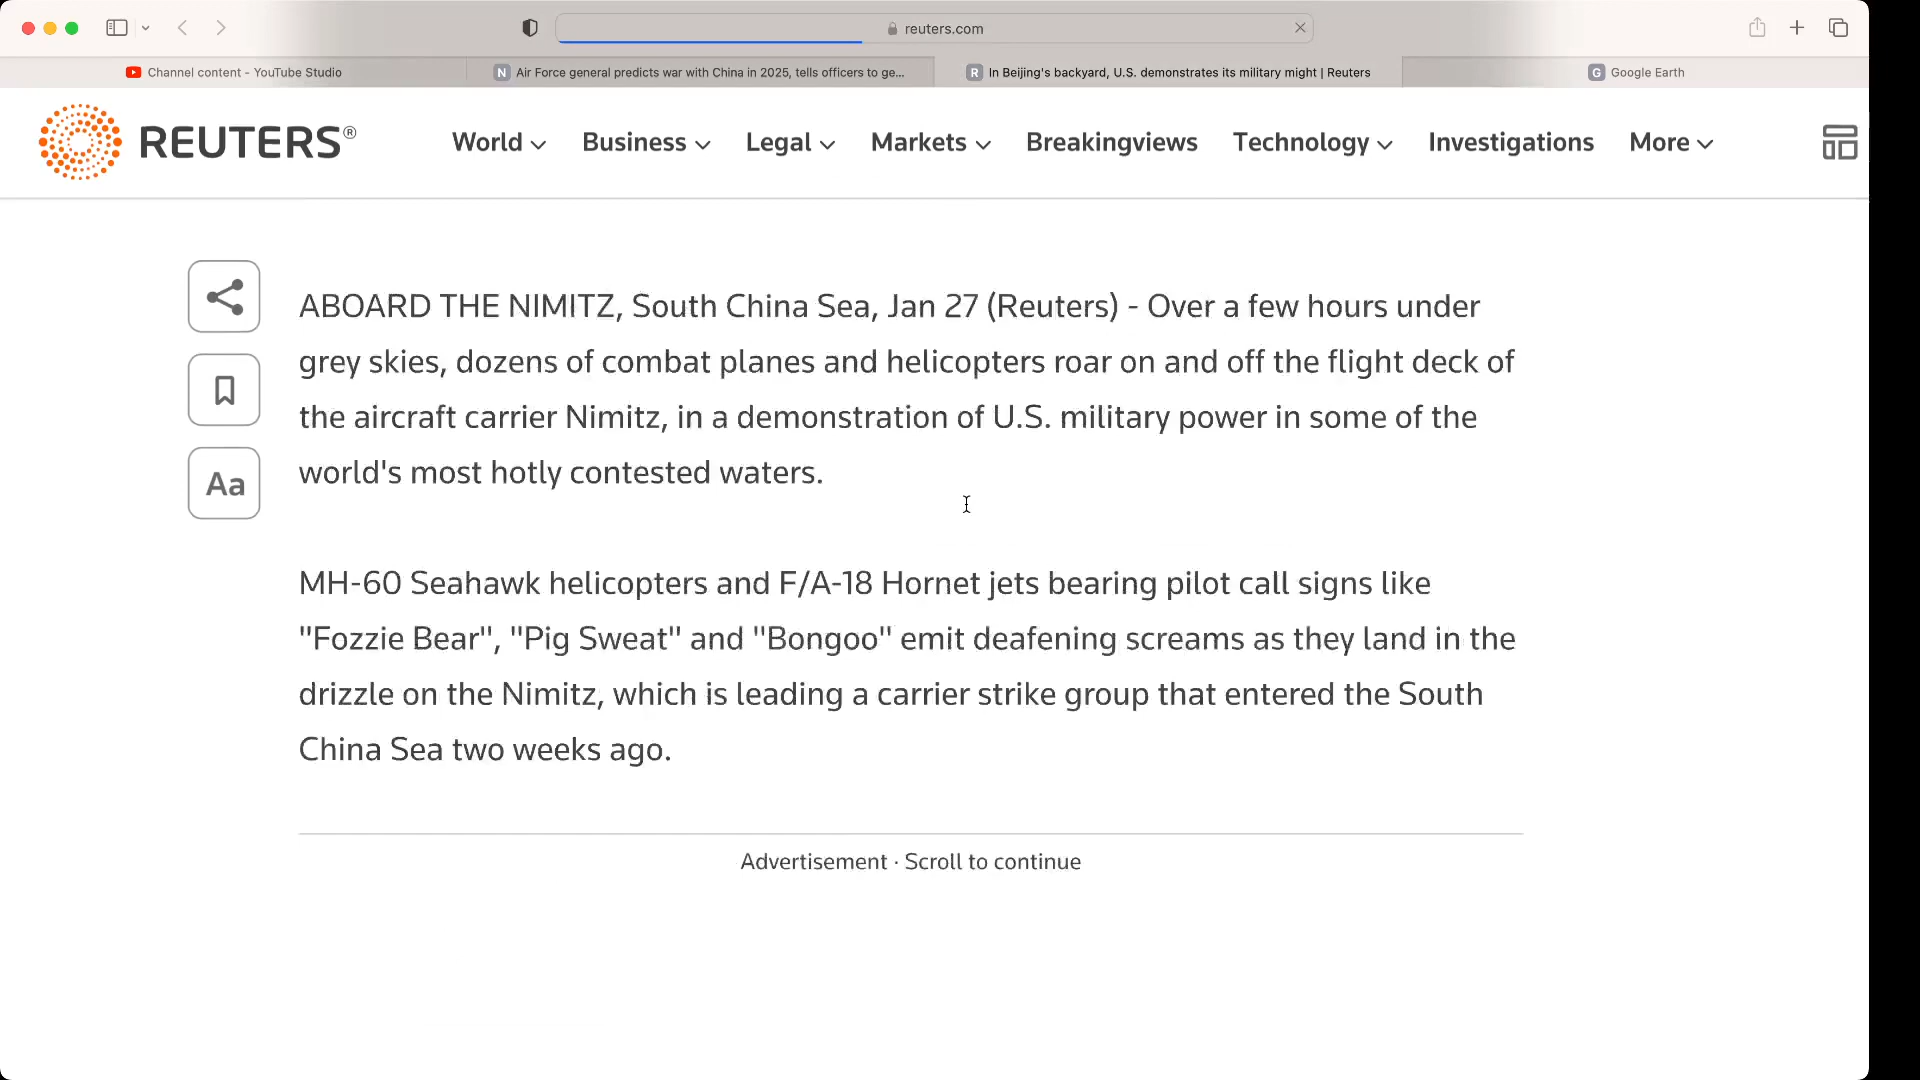 reuters.com
Channel content - YouTube Studio
N Air Force general predicts war with China in 2025, tells officers to ge...
R In Beijing's backyard, U.S. demonstrates its military might | Reuters
G Google Earth
REUTERS®
World Business Legal Markets Breakingviews Technology Investigations More
ABOARD THE NIMITZ, South China Sea, Jan 27 (Reuters) - Over a few hours under
grey skies, dozens of combat planes and helicopters roar on and off the flight deck of
the aircraft carrier Nimitz, in a demonstration of U.S. military power in some of the
world's most hotly contested waters.
Aa
MH-60 Seahawk helicopters and F/A-18 Hornet jets bearing pilot call signs like
"Fozzie Bear", "Pig Sweat" and "Bongoo" emit deafening screams as they land in the
drizzle on the Nimitz, which is leading a carrier strike group that entered the South
China Sea two weeks ago.
Advertisement · Scroll to continue